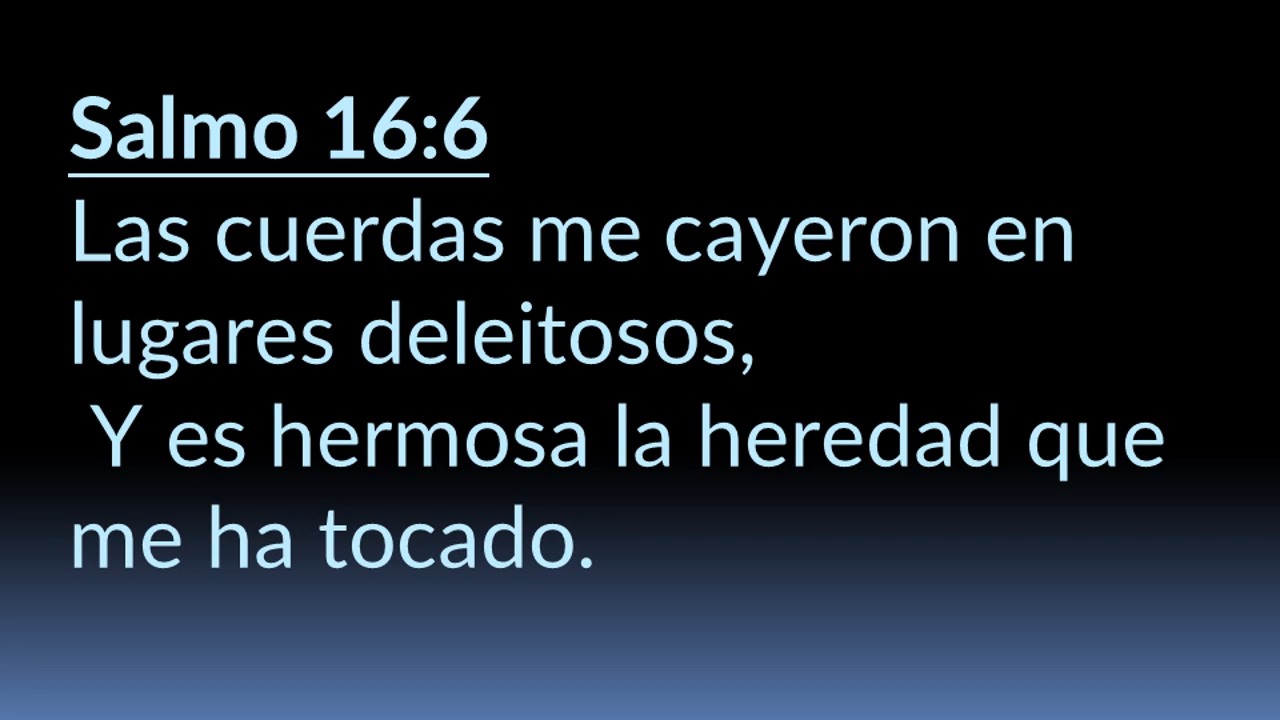 Salmo 16:6
Las cuerdas me cayeron en
lugares deleitosos,
Y es hermosa la heredad que
me ha tocado.